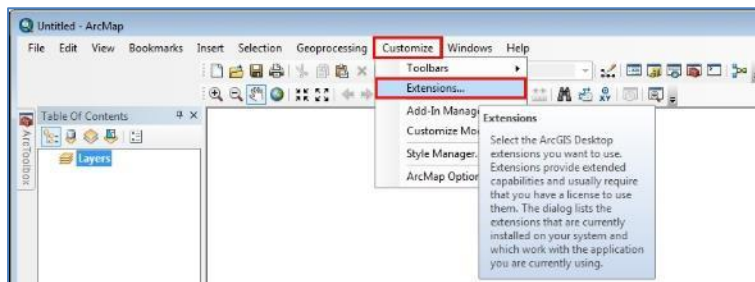 Untitled - ArcMap
File Edit View Bookmarks Insert Selection Geoprocessing Customize Windows Help
Toolbars
Extensions...
Add-In Manag
Customize Mo
Style Manager.
ArcMap Option
Table Of Contents
Layers
ArcToolbox
Extensions
Select the ArcGIS Desktop
extensions you want to use.
Extensions provide extended
capabilities and usually require
that you have a license to use
them. The dialog lists the
extensions that are currently
installed on your system and
which work with the application
you are currently using.